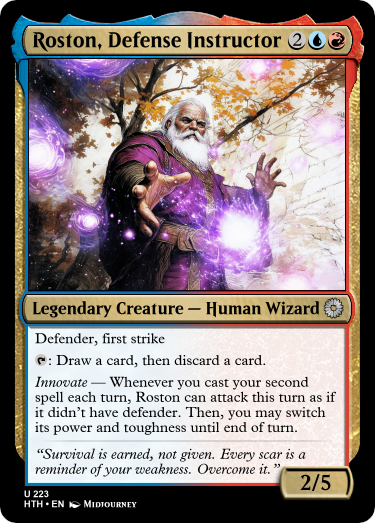 Roston, Defense Instructor 2
Legendary Creature — Human Wizard
Defender, first strike
: Draw a card, then discard a card.
Innovate — Whenever you cast your second
spell each turn, Roston can attack this turn as if
it didn't have defender. Then, you may switch
its power and toughness until end of turn.
“Survival is earned, not given. Every scar is a
reminder of your weakness. Overcome it.”
2/5
U 223
HTH • EN Midjourney